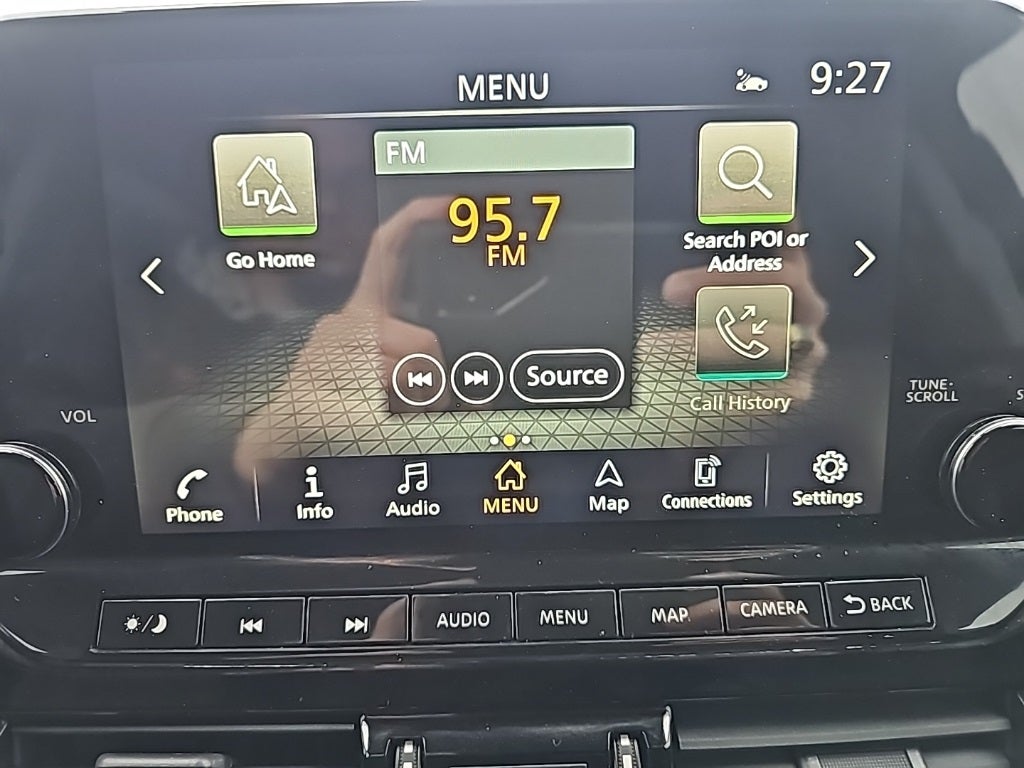 MENU
9:27
FM
95.7
FM
Go Home
Search POI or
Address
Source
Call History
VOL
TUNE·
SCROLL
S
Phone
Info
Audio
MENU
Map
Connections
Settings
AUDIO
MENU
MAP
CAMERA
BACK